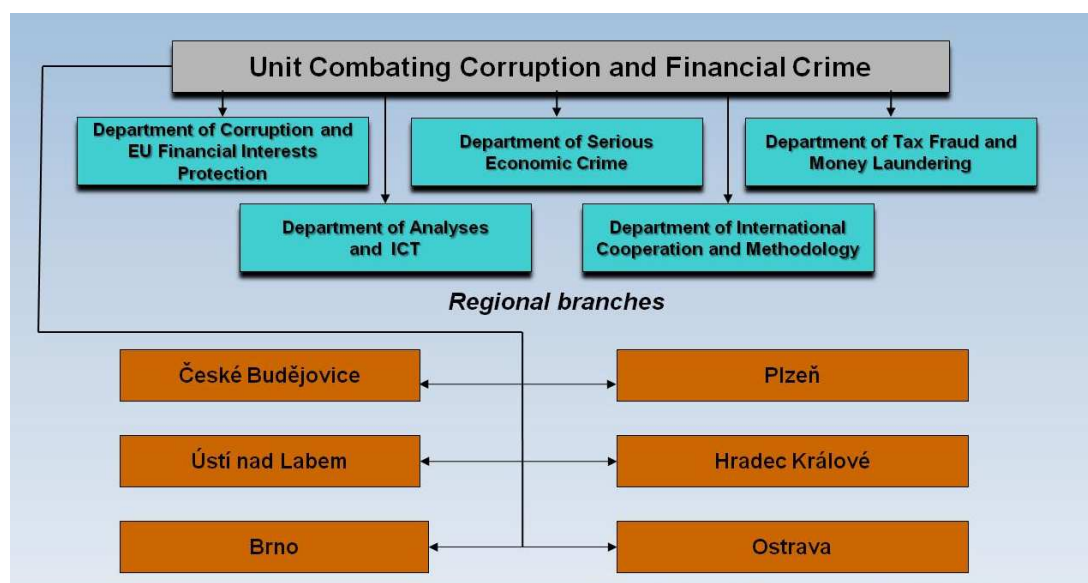 Unit Combating Corruption and Financial Crime
Department of Corruption and
EU Financial Interests
Protection
Department of Serious
Economic Crime
Department of Tax Fraud and
Money Laundering
Department of Analyses
and ICT
Department of International
Cooperation and Methodology
Regional branches
České Budějovice
Plzeň
Ústí nad Labem
Hradec Králové
Brno
Ostrava